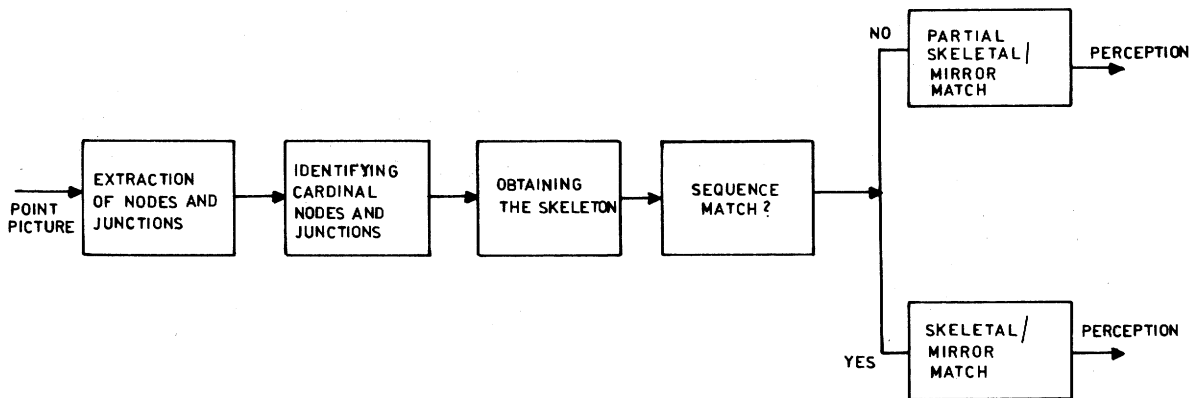 POINT
PICTURE
EXTRACTION
OF NODES AND
JUNCTIONS
IDENTIFYING
CARDINAL
NODES AND
JUNCTIONS
OBTAINING
THE SKELETON
SEQUENCE
MATCH?
NO
PARTIAL
SKELETAL/
MIRROR
MATCH
PERCEPTION
YES
SKELETAL/
MIRROR
MATCH
PERCEPTION